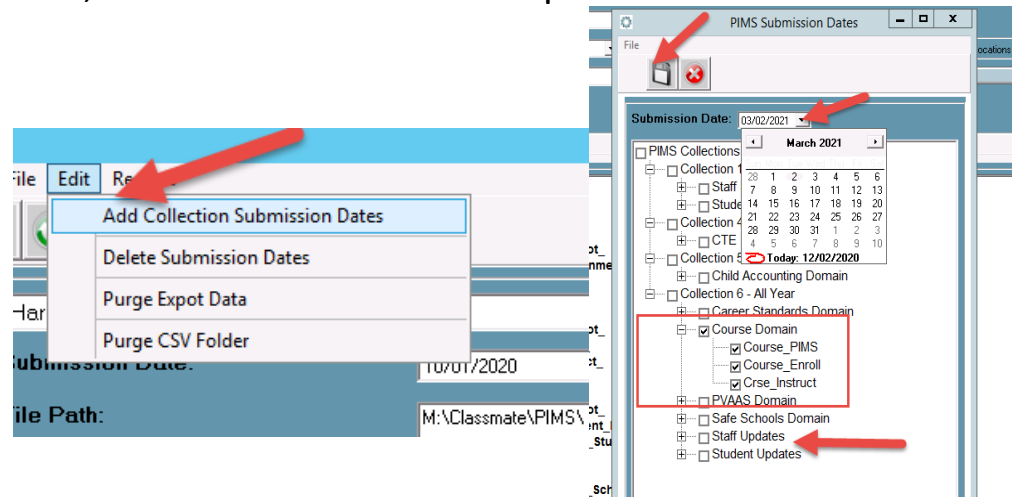 File Edit
Add Collection Submission Dates
Delete Submission Dates
Purge Expot Data
Purge CSV Folder
Har
Submission Date: 10/01/2020
File Path: M:\Classmate\PIMS\
PIMS Submission Dates
File
ocations
Submission Date: 03/02/2021
March 2021
28 1 2 3 4 5 6
7 8 9 10 11 12 13
14 15 16 17 18 19 20
21 22 23 24 25 26 27
28 29 30 31 1 2 3
4 5 6 7 8 9 10
Today: 12/02/2020
PIMS Collections
Collection 1
Staff
Stude
Collection 4
CTE
Collection 5
Child Accounting Domain
Collection 6 - All Year
Career Standards Domain
Course Domain
Course_PIMS
Course_Enroll
Crse_Instruct
PVAAS Domain
Safe Schools Domain
Staff Updates
Student Updates